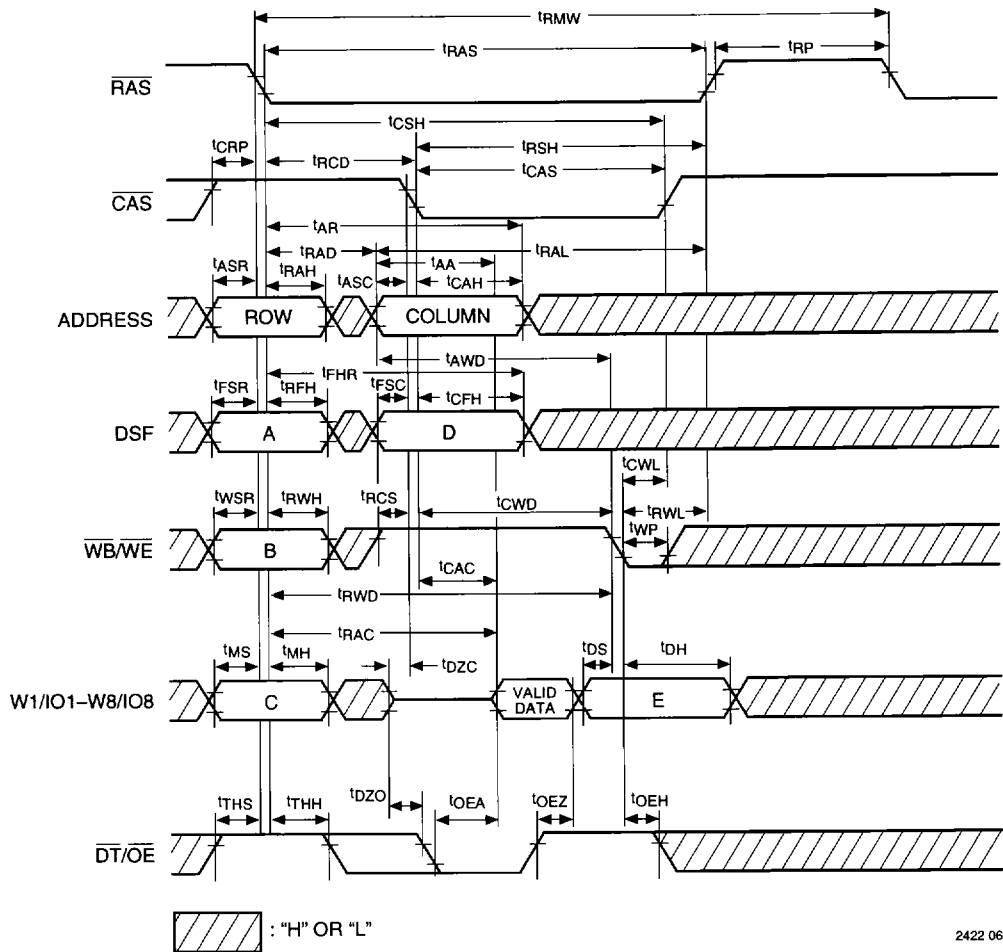 tRMW
tRAS
tRP
RAS
tCSH
tCRP
tRCD
tRSH
tCAS
CAS
tAR
tRAD
tRAL
tASR
tRAH
tASC
tAA
tCAH
ADDRESS
ROW
COLUMN
tAWD
tFHR
tFSR
tRFH
tFSC
tCFH
DSF
A
D
tCWL
tWSR
tRWH
tRCS
tCWD
tRWL
tWP
WB/WE
B
tCAC
tRWD
tRAC
tMS
tMH
tDZC
tDS
tDH
W1/IO1–W8/IO8
C
VALID
DATA
E
tTHS
tTHH
tDZO
tOEA
tOEZ
tOEH
DT/OE
: "H" OR "L"
2422 06